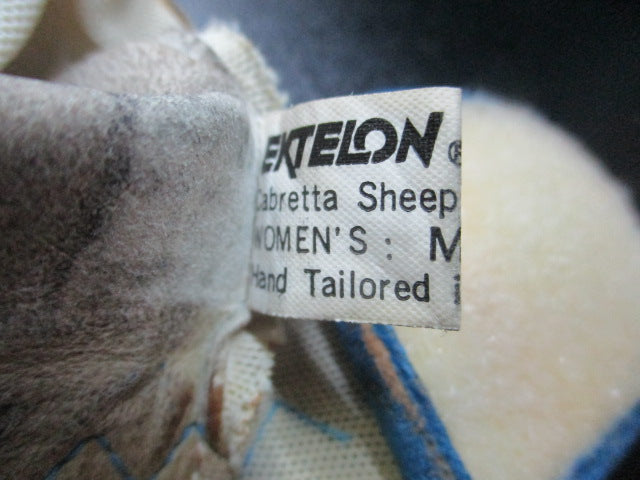 EKTELON®
Cabretta Sheep
WOMEN'S: M
Hand Tailored